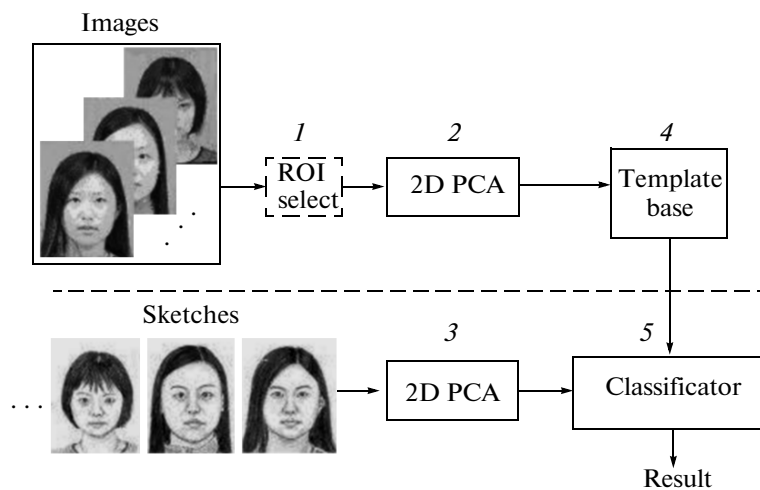 Images
1
2
4
ROI
select
2D PCA
Template
base
Sketches
3
5
. . .
2D PCA
Classificator
Result